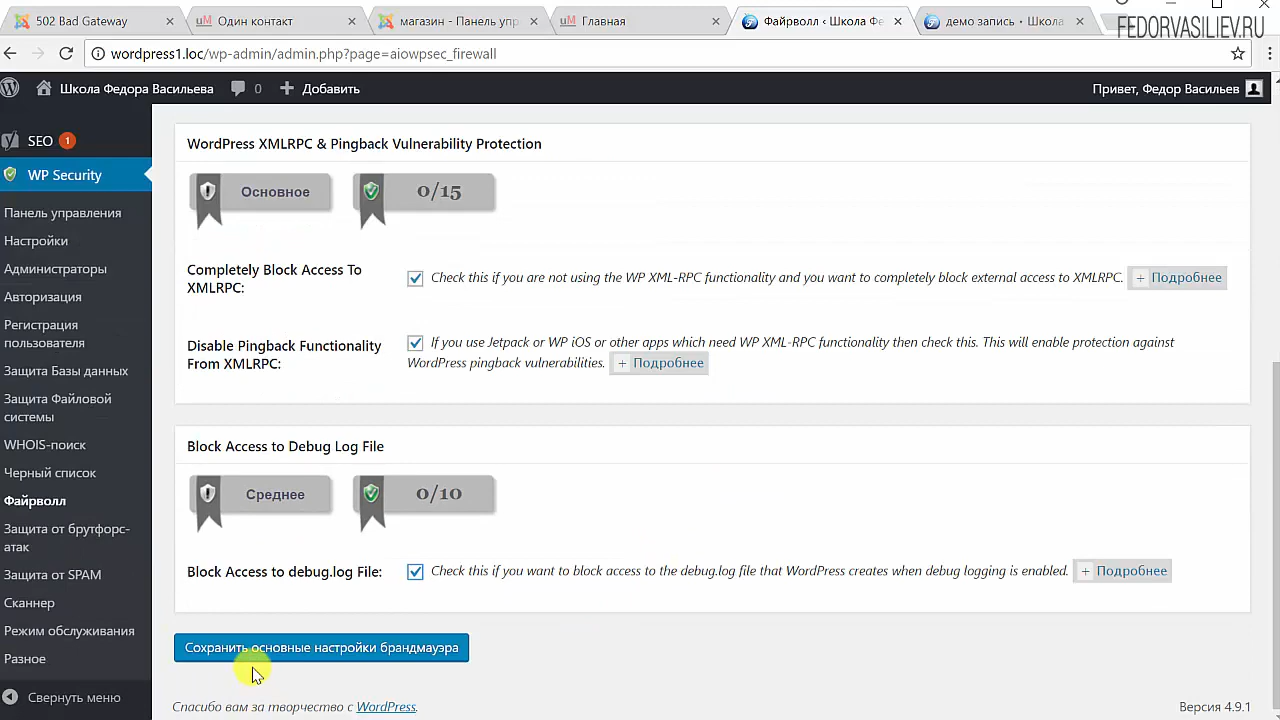 502 Bad Gateway
Один контакт
магазин - Панель упр
Главная
Файрволл ‹ Школа Фе
демо запись • Школа
FEDORVASILIEV.RU
wordpress1.loc/wp-admin/admin.php?page=aiowpsec_firewall
Школа Федора Васильева 0 Добавить
Привет, Федор Васильев
SEO 1
WP Security
Панель управления
Настройки
Администраторы
Авторизация
Регистрация
пользователя
Защита Базы данных
Защита Файловой
системы
WHOIS-поиск
Черный список
Файрволл
Защита от брутфорс-
атак
Защита от SPAM
Сканнер
Режим обслуживания
Разное
Свернуть меню
WordPress XMLRPC & Pingback Vulnerability Protection
Основное 0/15
Completely Block Access To
XMLRPC:
Check this if you are not using the WP XML-RPC functionality and you want to completely block external access to XMLRPC. + Подробнее
Disable Pingback Functionality
From XMLRPC:
If you use Jetpack or WP iOS or other apps which need WP XML-RPC functionality then check this. This will enable protection against
WordPress pingback vulnerabilities. + Подробнее
Block Access to Debug Log File
Среднее 0/10
Block Access to debug.log File: Check this if you want to block access to the debug.log file that WordPress creates when debug logging is enabled. + Подробнее
Сохранить основные настройки брандмауэра
Спасибо вам за творчество с WordPress.
Версия 4.9.1